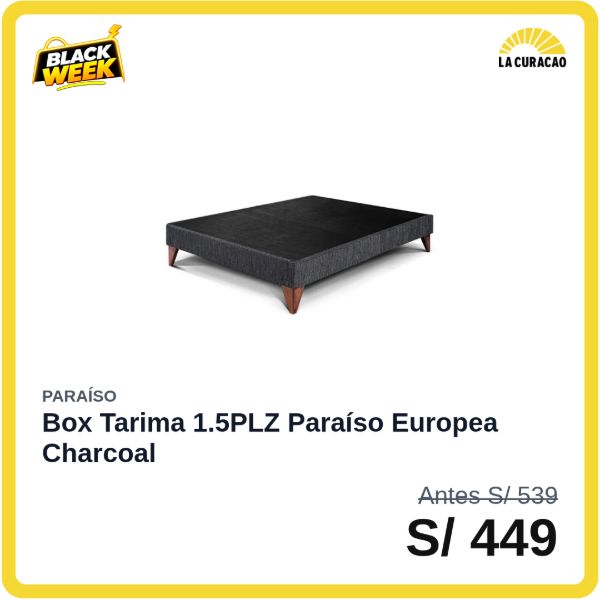 BLACK
WEEK
LA CURACAO
PARAÍSO
Box Tarima 1.5PLZ Paraíso Europea
Charcoal
Antes S/ 539
S/ 449